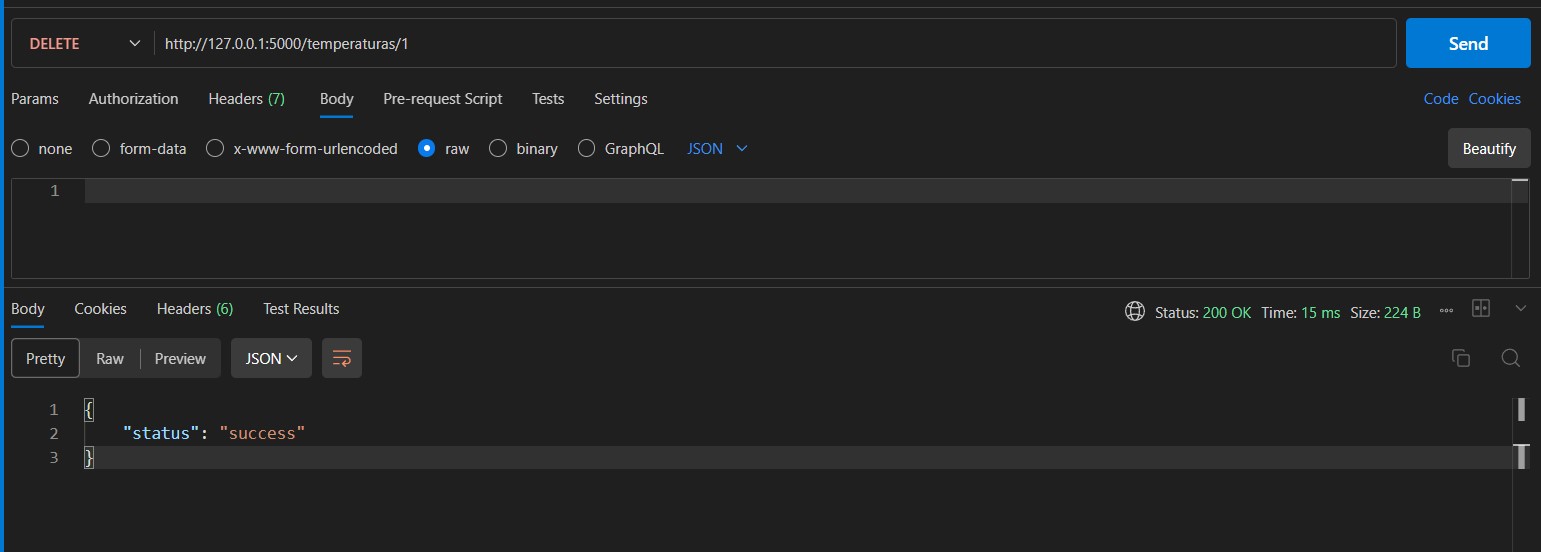 DELETE http://127.0.0.1:5000/temperaturas/1 Send
Params Authorization Headers (7) Body Pre-request Script Tests Settings Code Cookies
none form-data x-www-form-urlencoded raw binary GraphQL JSON Beautify
1
Body Cookies Headers (6) Test Results Status: 200 OK Time: 15 ms Size: 224 B
Pretty Raw Preview JSON
1 {
2 "status": "success"
3 }